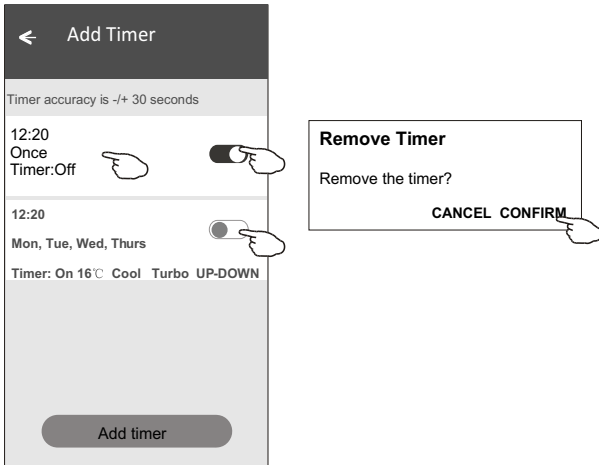 Add Timer
Timer accuracy is -/+ 30 seconds
12:20
Once
Timer:Off
12:20
Mon, Tue, Wed, Thurs
Timer: On 16℃ Cool Turbo UP-DOWN
Add timer
Remove Timer
Remove the timer?
CANCEL CONFIRM